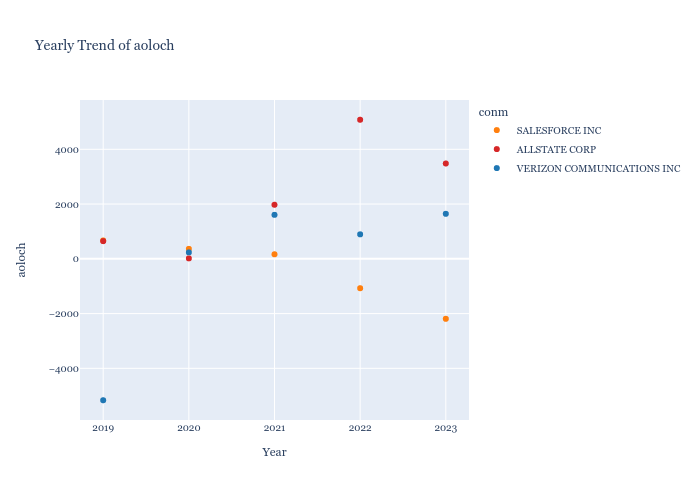 Yearly Trend of aoloch
conm
SALESFORCE INC
ALLSTATE CORP
VERIZON COMMUNICATIONS INC
aoloch
4000
2000
0
−2000
−4000
2019
2020
2021
2022
2023
Year